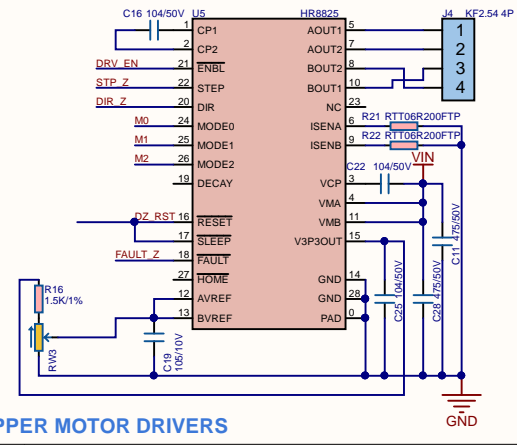 C16 104/50V U5 HR8825 J4 KF2.54 4P
1 CP1 AOUT1 5 1
2 CP2 AOUT2 7 2
DRV_EN 21 ENBL BOUT2 8 3
STP_Z 22 STEP BOUT1 10 4
DIR_Z 20 DIR NC 23
M0 24 MODE0 ISENA 6 R21 RTT06R200FTP
M1 25 MODE1 ISENB 9 R22 RTT06R200FTP
M2 26 MODE2 C22 104/50V VIN
19 DECAY VCP 3
VMA 4
DZ_RST 16 RESET VMB 11
17 SLEEP V3P3OUT 15
FAULT_Z 18 FAULT
C11 475/50V
27 HOME GND 14
R16 12 AVREF GND 28
1.5K/1% 13 BVREF PAD 0
C25 104/50V
C28 475/50V
RW3
C19
105/10V
GND
PPER MOTOR DRIVERS